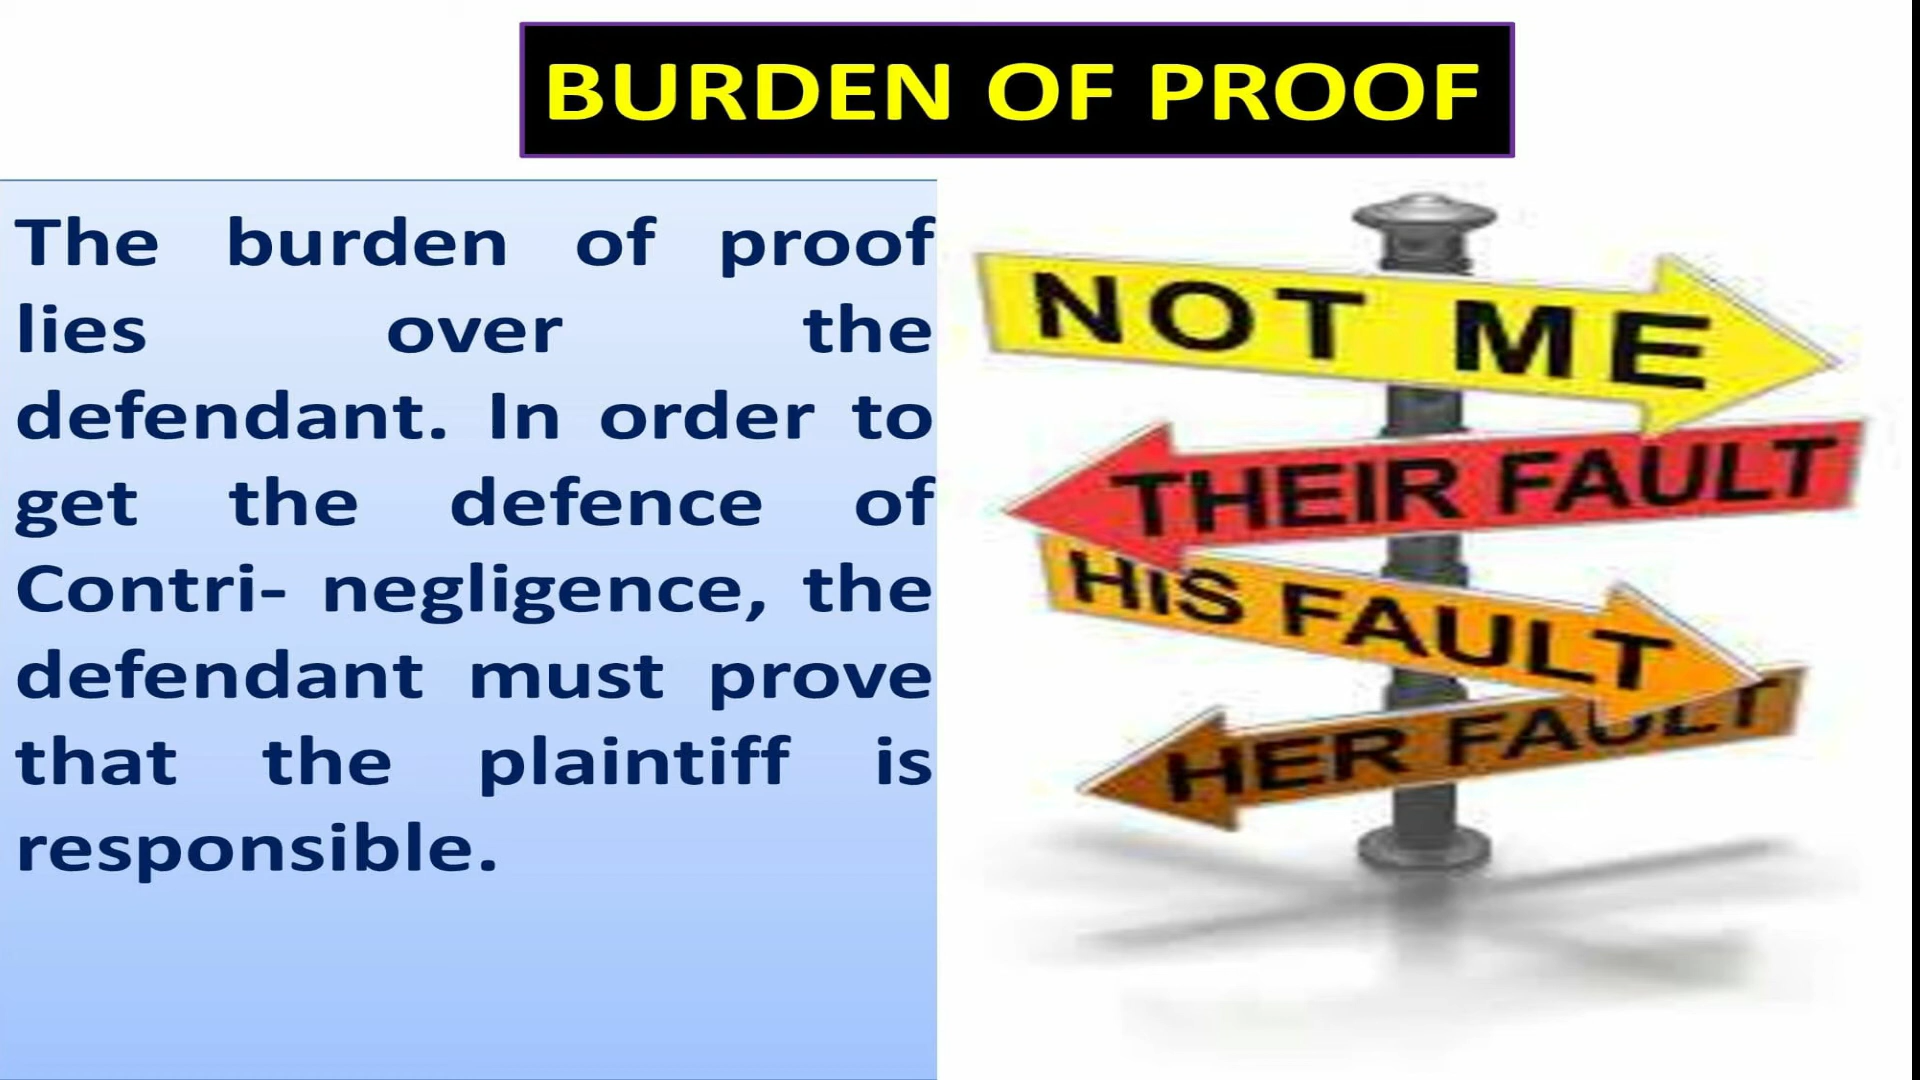 BURDEN OF PROOF
The burden of proof
lies over the
defendant. In order to
get the defence of
Contri- negligence, the
defendant must prove
that the plaintiff is
responsible.
NOT ME
THEIR FAULT
HIS FAULT
HER FAULT